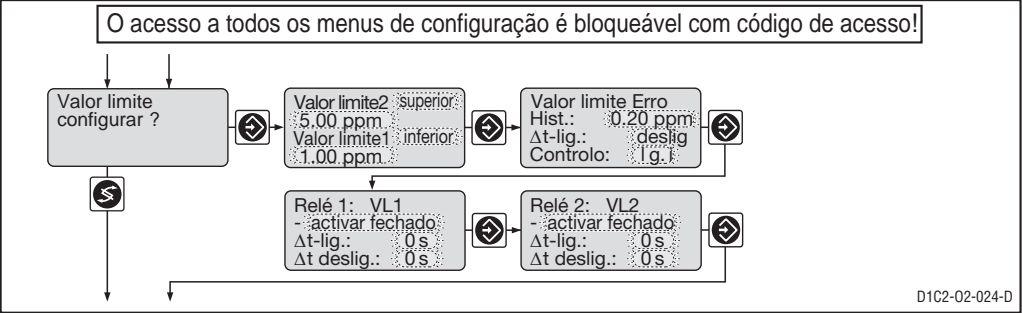 O acesso a todos os menus de configuração é bloqueável com código de acesso!
Valor limite
configurar ?
Valor limite2 superior
5.00 ppm
Valor limite1 inferior
1.00 ppm
Valor limite Erro
Hist.: 0.20 ppm
Δt-lig.: deslig
Controlo: lg.l
Relé 1: VL1
- activar fechado
Δt-lig.: 0 s
Δt deslig.: 0 s
Relé 2: VL2
- activar fechado
Δt-lig.: 0 s
Δt deslig.: 0 s
D1C2-O2-024-D